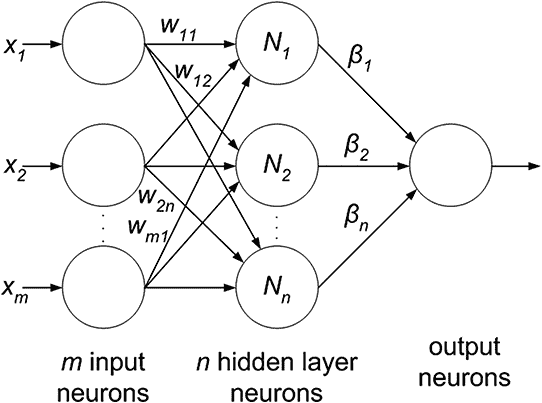 x1
w11
N1
β1
w12
x2
N2
β2
w2n
wm1
βn
xm
Nn
m input
neurons
n hidden layer
neurons
output
neurons